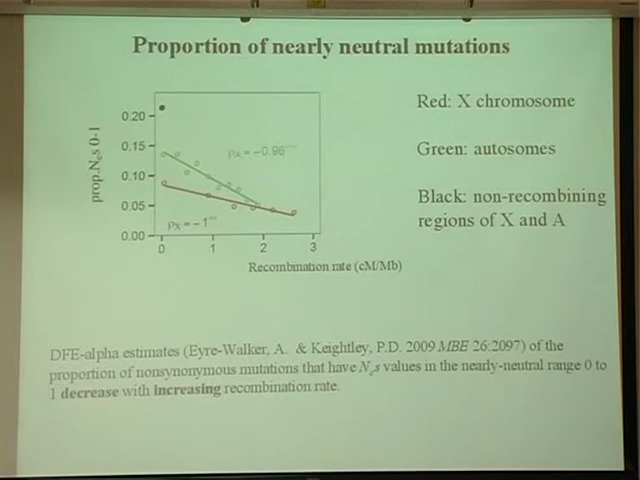 Proportion of nearly neutral mutations
prop.Nes 0-1
0.20
0.15
0.10
0.05
0.00
0
1
2
3
ρA = −0.96***
ρX = −1**
Recombination rate (cM/Mb)
Red: X chromosome
Green: autosomes
Black: non-recombining
regions of X and A
DFE-alpha estimates (Eyre-Walker, A. & Keightley, P.D. 2009 MBE 26:2097) of the
proportion of nonsynonymous mutations that have Nes values in the nearly-neutral range 0 to
1 decrease with increasing recombination rate.